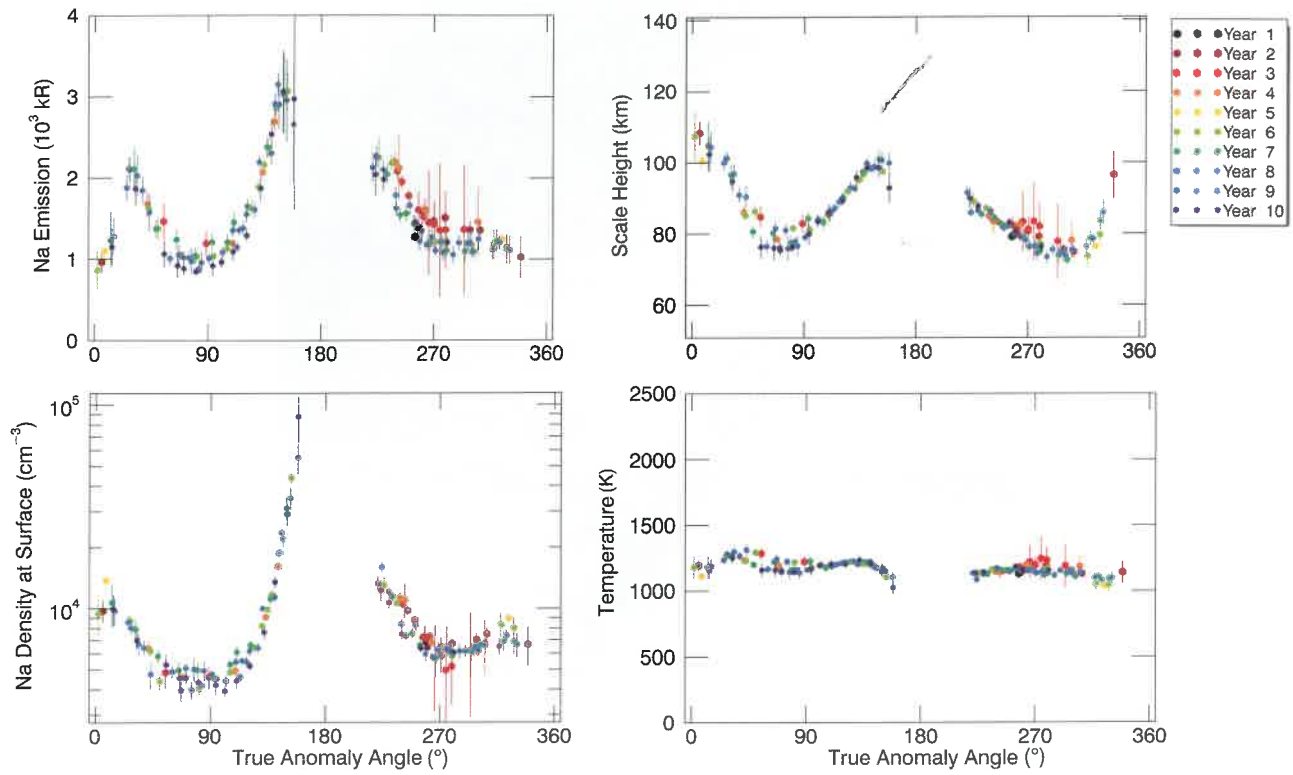 4
3
2
1
0
Na Emission (10³ kR)
0 90 180 270 360
140
120
100
80
60
Scale Height (km)
0 90 180 270 360
Year 1
Year 2
Year 3
Year 4
Year 5
Year 6
Year 7
Year 8
Year 9
Year 10
10⁵
10⁴
Na Density at Surface (cm⁻³)
0 90 180 270 360
True Anomaly Angle (°)
2500
2000
1500
1000
500
0
Temperature (K)
0 90 180 270 360
True Anomaly Angle (°)